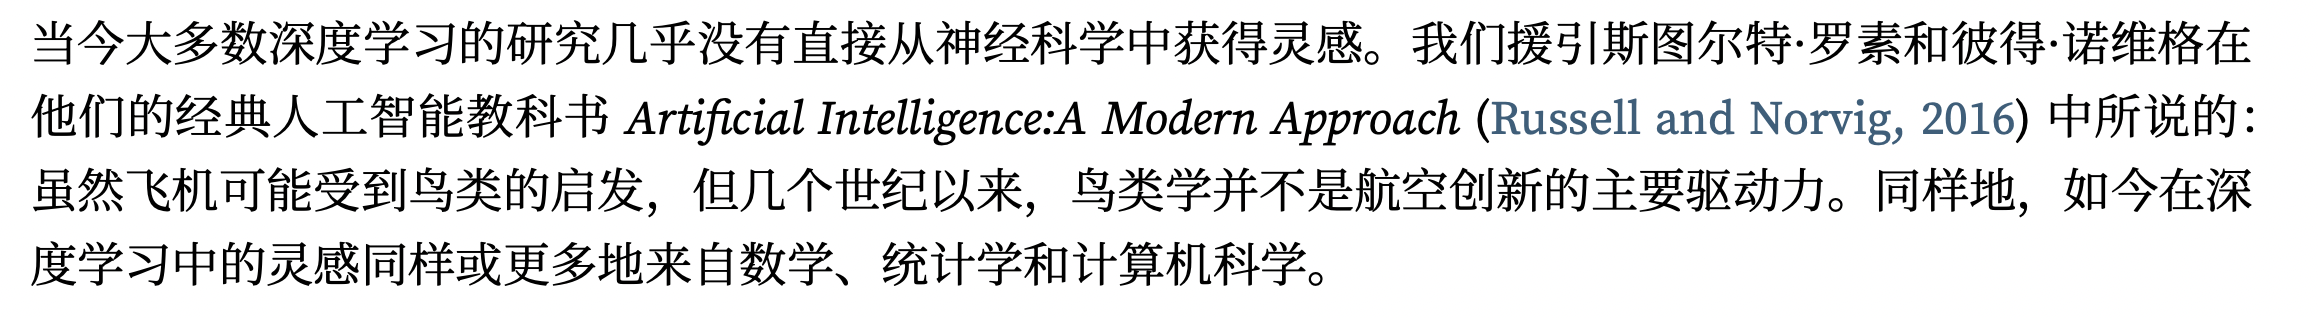 当今大多数深度学习的研究几乎没有直接从神经科学中获得灵感。我们援引斯图尔特·罗素和彼得·诺维格在
他们的经典人工智能教科书 Artificial Intelligence:A Modern Approach (Russell and Norvig, 2016) 中所说的：
虽然飞机可能受到鸟类的启发，但几个世纪以来，鸟类学并不是航空创新的主要驱动力。同样地，如今在深
度学习中的灵感同样或更多地来自数学、统计学和计算机科学。